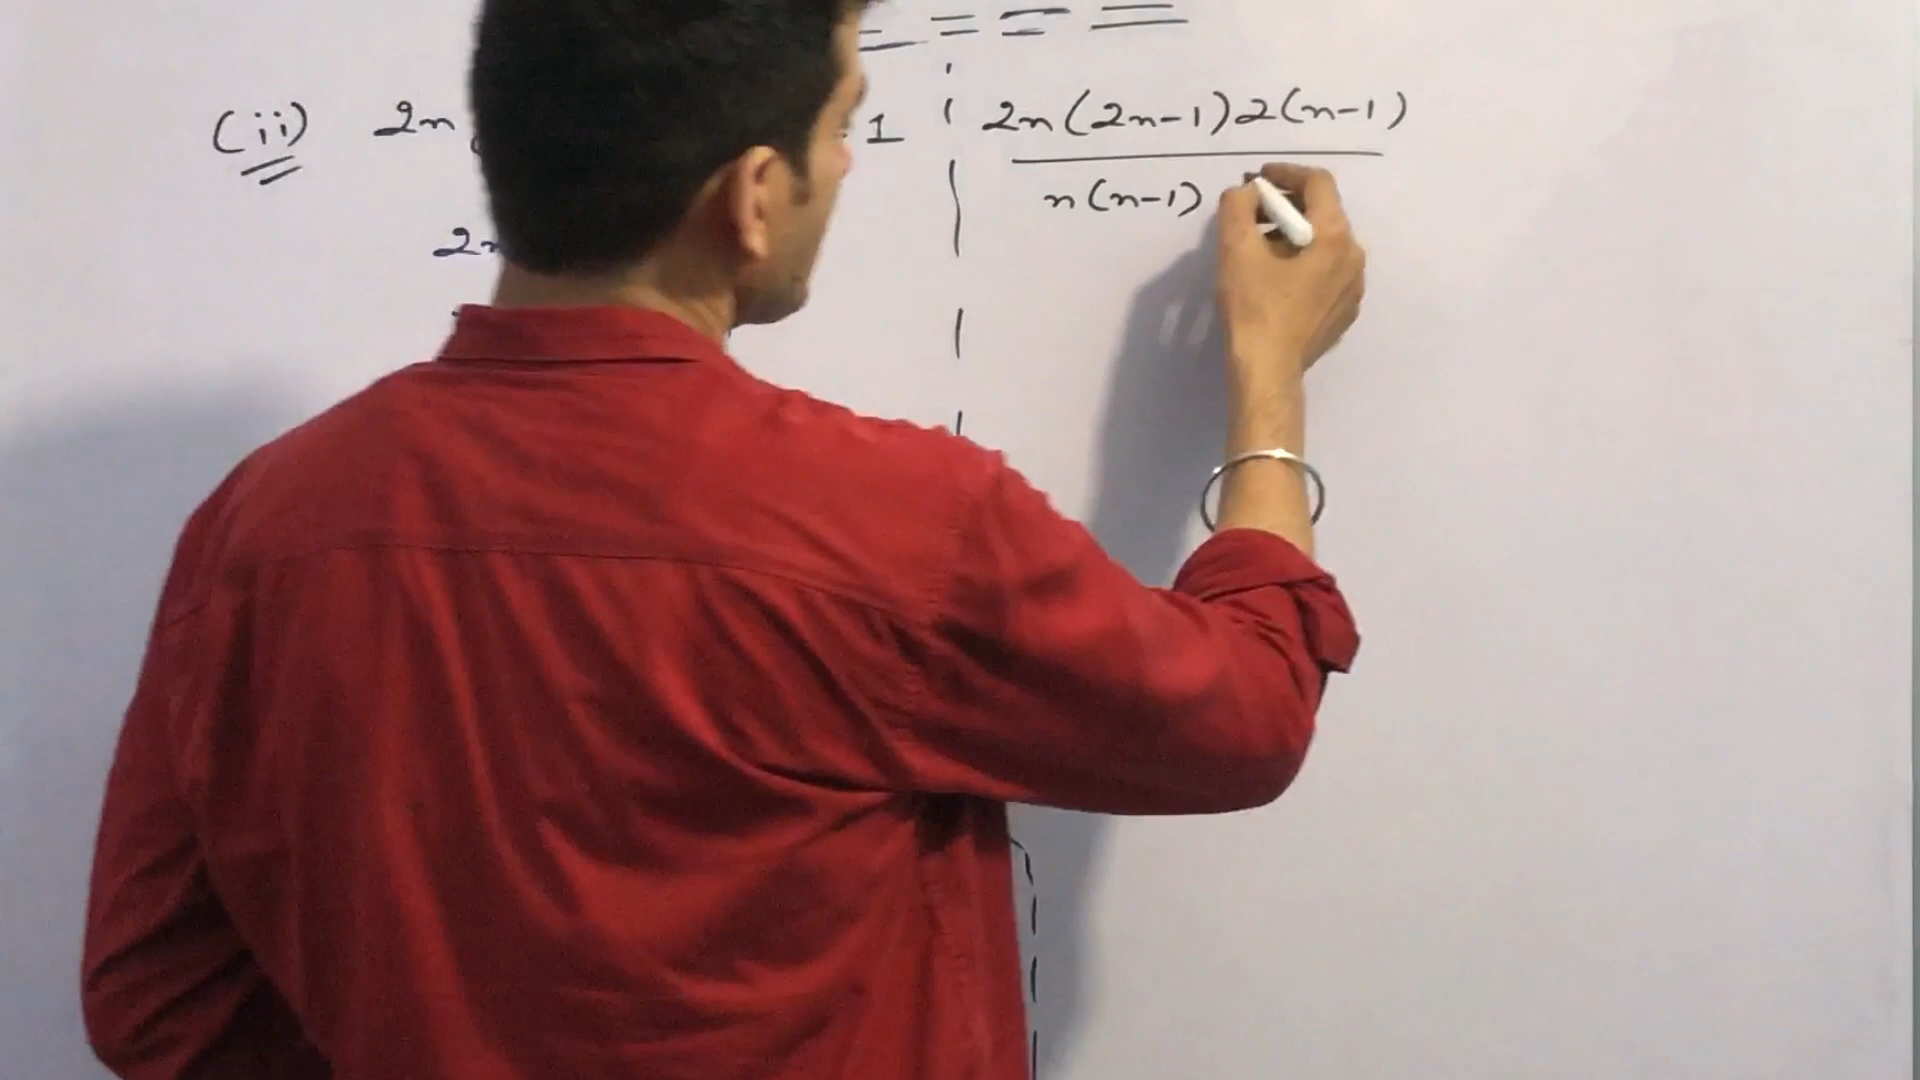 (ii) 2n 1
2n
2n(2n-1)2(n-1)
n(n-1)